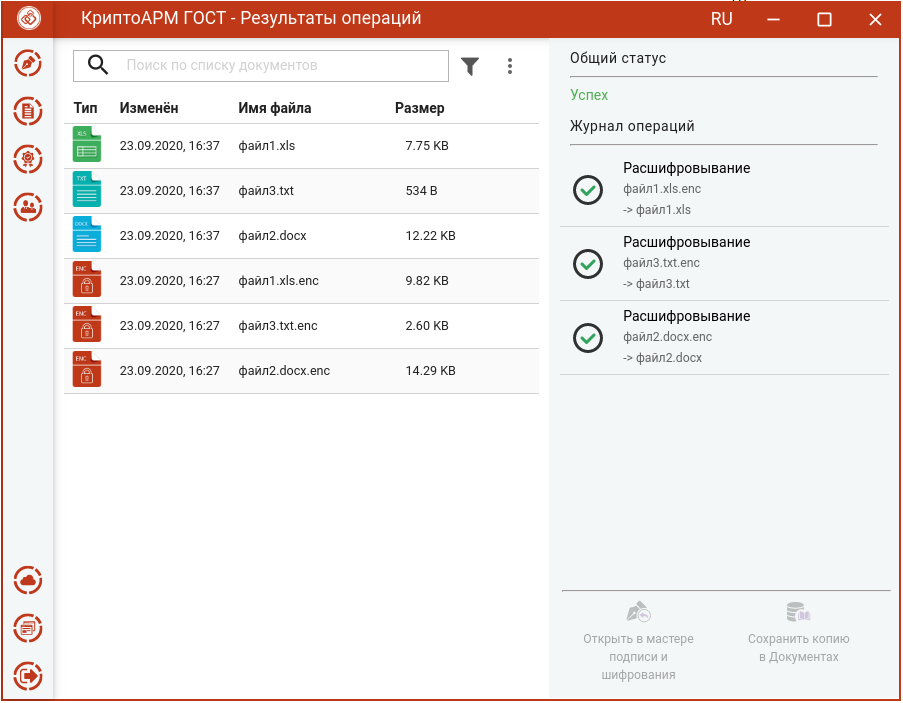 КриптоАРМ ГОСТ - Результаты операций RU
Поиск по списку документов
Тип Изменён Имя файла Размер
XLS 23.09.2020, 16:37 файл1.xls 7.75 KB
TXT 23.09.2020, 16:37 файл3.txt 534 B
DOCX 23.09.2020, 16:37 файл2.docx 12.22 KB
ENC 23.09.2020, 16:27 файл1.xls.enc 9.82 KB
ENC 23.09.2020, 16:27 файл3.txt.enc 2.60 KB
ENC 23.09.2020, 16:27 файл2.docx.enc 14.29 KB
Общий статус
Успех
Журнал операций
Расшифровывание
файл1.xls.enc
-> файл1.xls
Расшифровывание
файл3.txt.enc
-> файл3.txt
Расшифровывание
файл2.docx.enc
-> файл2.docx
Открыть в мастере
подписи и
шифрования
Сохранить копию
в Документах